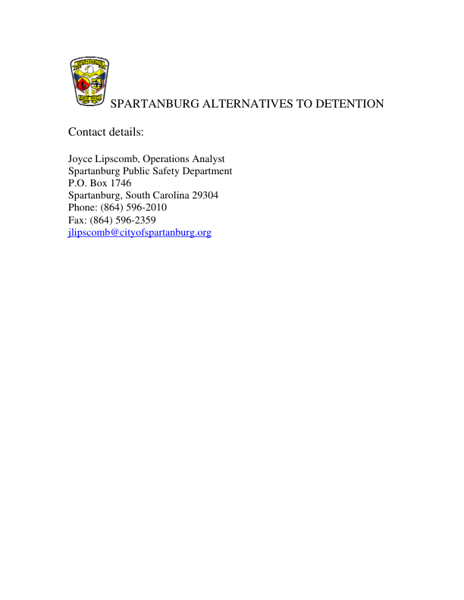 SPARTANBURG ALTERNATIVES TO DETENTION
Contact details:
Joyce Lipscomb, Operations Analyst
Spartanburg Public Safety Department
P.O. Box 1746
Spartanburg, South Carolina 29304
Phone: (864) 596-2010
Fax: (864) 596-2359
jlipscomb@cityofspartanburg.org